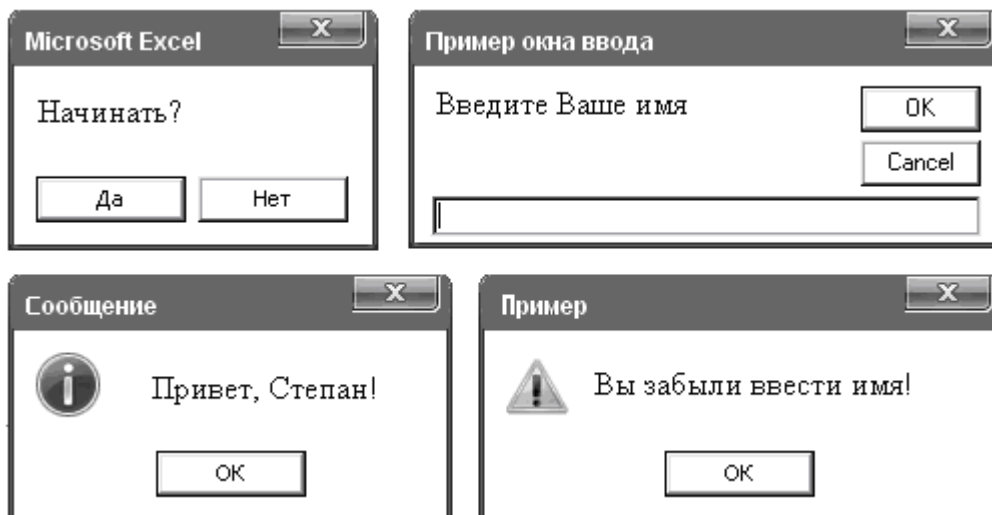 Microsoft Excel
Начинать?
Да Нет
Пример окна ввода
Введите Ваше имя
OK
Cancel
Сообщение
Привет, Степан!
OK
Пример
Вы забыли ввести имя!
OK